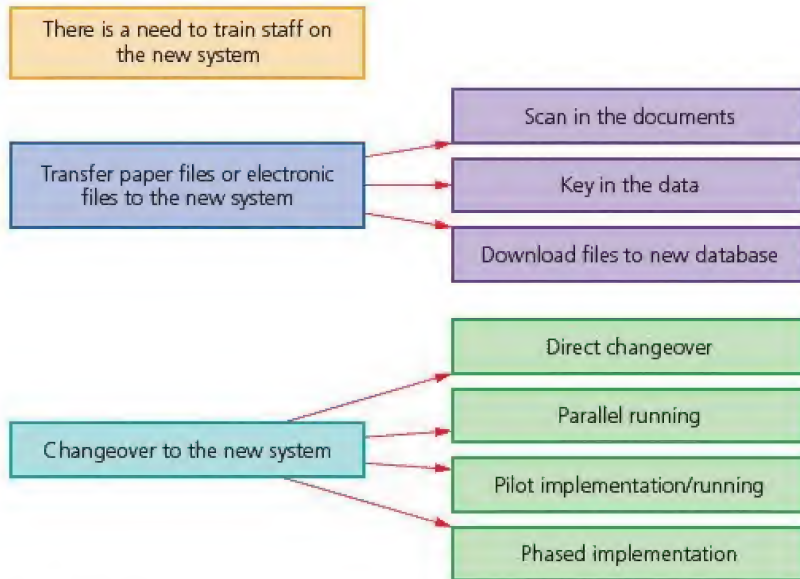 There is a need to train staff on
the new system
Transfer paper files or electronic
files to the new system
Scan in the documents
Key in the data
Download files to new database
Changeover to the new system
Direct changeover
Parallel running
Pilot implementation/running
Phased implementation